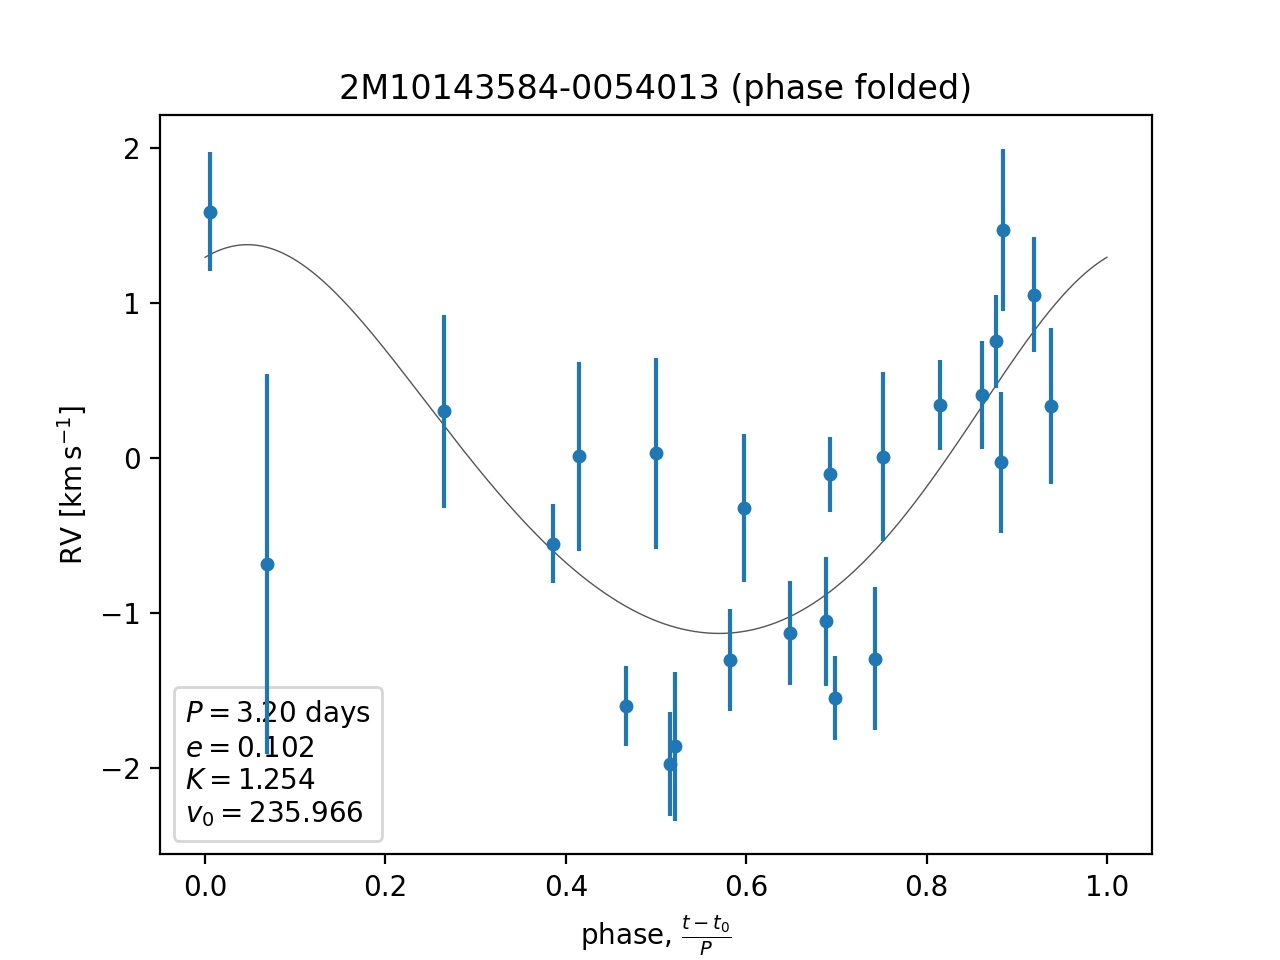 2M10143584-0054013 (phase folded)
RV [km s⁻¹]
2
1
0
−1
−2
P = 3.20 days
e = 0.102
K = 1.254
v₀ = 235.966
0.0 0.2 0.4 0.6 0.8 1.0
phase, (t − t₀)/P